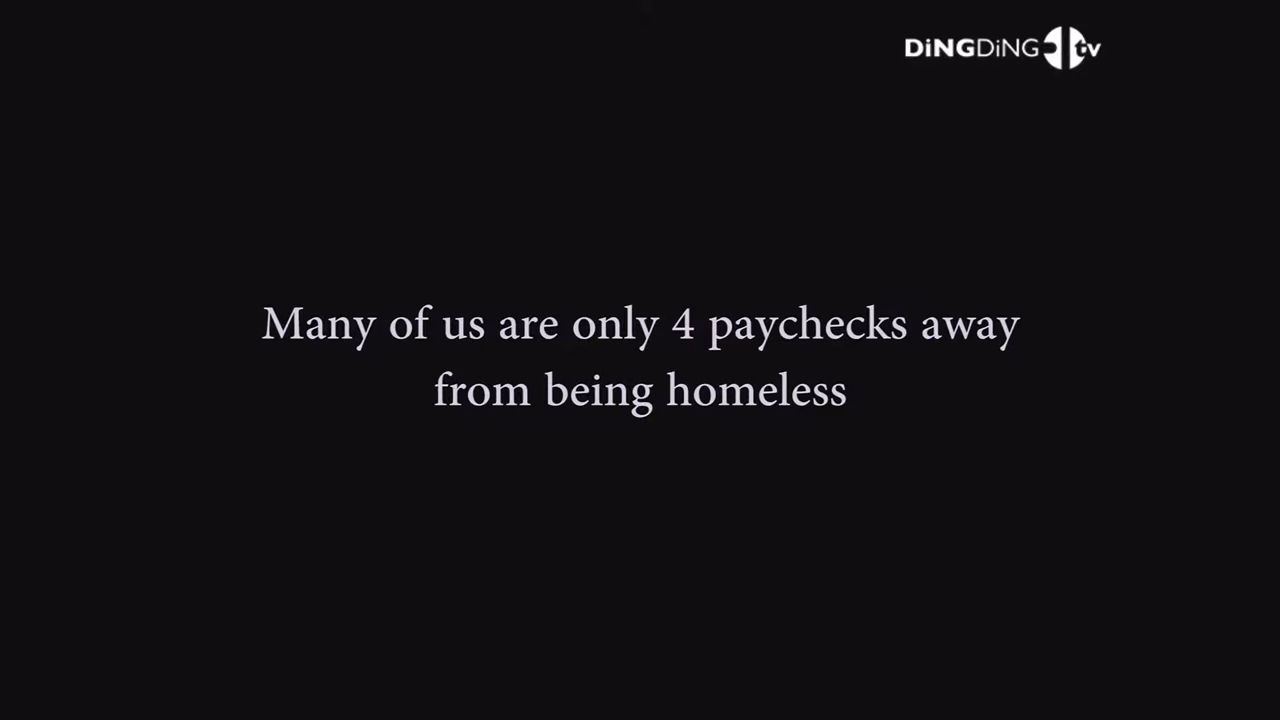 DiNGDiNG tv
Many of us are only 4 paychecks away
from being homeless